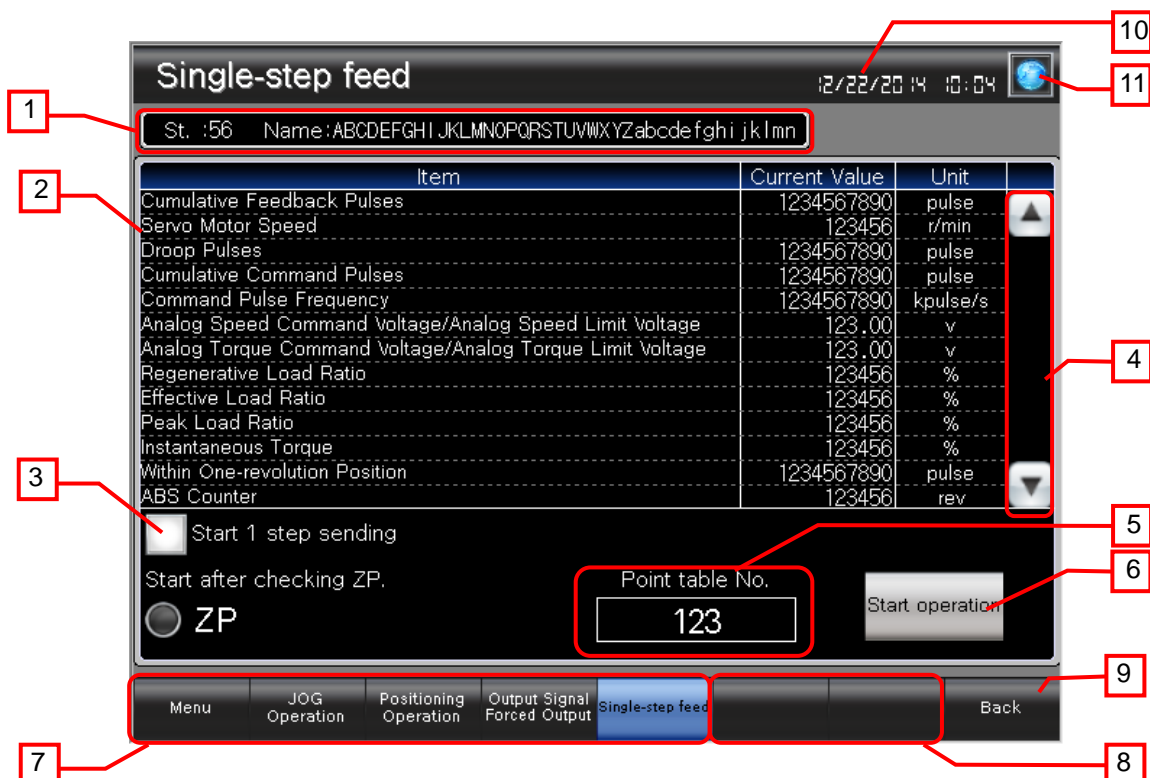 10
Single-step feed 12/22/2014 10:04
11
1
St. :56 Name:ABCDEFGHIJKLMNOPQRSTUVWXYZabcdefghijklmn
2
Item Current Value Unit
Cumulative Feedback Pulses 1234567890 pulse
Servo Motor Speed 123456 r/min
Droop Pulses 1234567890 pulse
Cumulative Command Pulses 1234567890 pulse
Command Pulse Frequency 1234567890 kpulse/s
Analog Speed Command Voltage/Analog Speed Limit Voltage 123.00 v
Analog Torque Command Voltage/Analog Torque Limit Voltage 123.00 v
4
Regenerative Load Ratio 123456 %
Effective Load Ratio 123456 %
Peak Load Ratio 123456 %
Instantaneous Torque 123456 %
Within One-revolution Position 1234567890 pulse
3
ABS Counter 123456 rev
Start 1 step sending
5
Start after checking ZP.
Point table No.
6
ZP
123
Start operation
9
Menu
JOG
Operation
Positioning
Operation
Output Signal
Forced Output
Single-step feed
Back
7
8